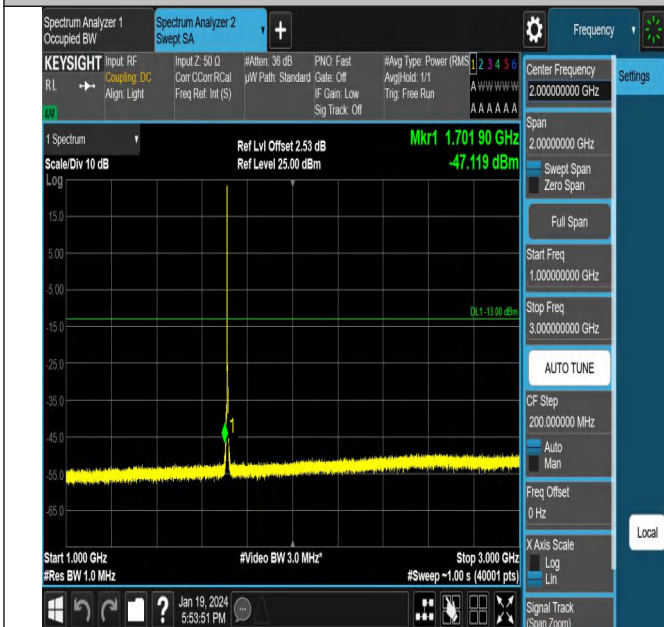 Spectrum Analyzer 1
Occupied BW
Spectrum Analyzer 2
Swept SA
Frequency
KEYSIGHT
RL
LXI
Input: RF
Coupling: DC
Align: Light
Input Z: 50 Ω
Corr CCorr RCal
Freq Ref: Int (S)
#Atten: 36 dB
µW Path: Standard
PNO: Fast
Gate: Off
IF Gain: Low
Sig Track: Off
#Avg Type: Power (RMS
Avg|Hold: 1/1
Trig: Free Run
1 2 3 4 5 6
A W W W W W
A A A A A A
Center Frequency
2.00000000 GHz
Settings
Span
2.00000000 GHz
Swept Span
Zero Span
Full Span
Start Freq
1.000000000 GHz
Stop Freq
3.000000000 GHz
AUTO TUNE
CF Step
200.000000 MHz
Auto
Man
Freq Offset
0 Hz
X Axis Scale
Log
Lin
Signal Track
(Span Zoom)
Local
1 Spectrum
Scale/Div 10 dB
Ref Lvl Offset 2.53 dB
Ref Level 25.00 dBm
Mkr1 1.701 90 GHz
-47.119 dBm
Log
15.0
5.00
-5.00
-15.0
-25.0
-35.0
-45.0
-55.0
-65.0
DL1 -13.00 dBm
1
Start 1.000 GHz
#Video BW 3.0 MHz*
Stop 3.000 GHz
#Res BW 1.0 MHz
#Sweep ~1.00 s (40001 pts)
?
Jan 19, 2024
5:53:51 PM